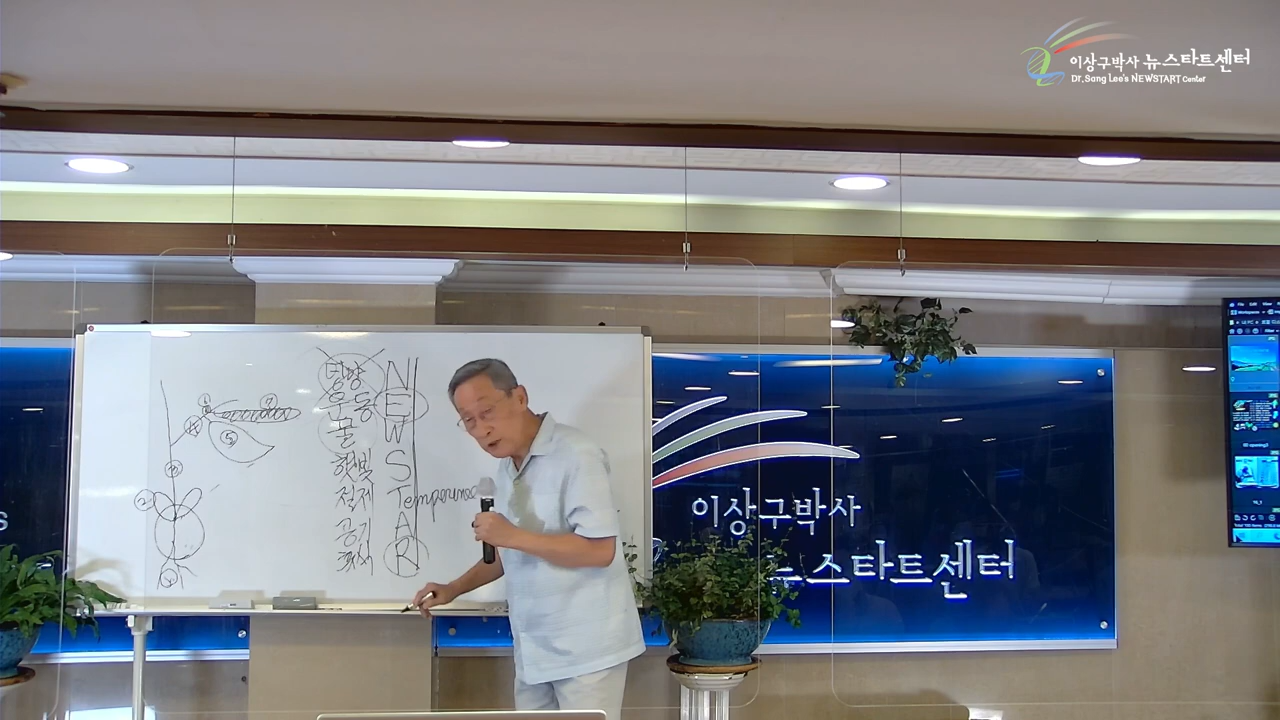 이상구박사 뉴스타트센터
Dr. Sang Lee's NEWSTART Center
영양 N
운동 E
물 W
햇빛 S
절제 Temperance
공기 A
휴식 R
이상구박사
뉴스타트센터
s